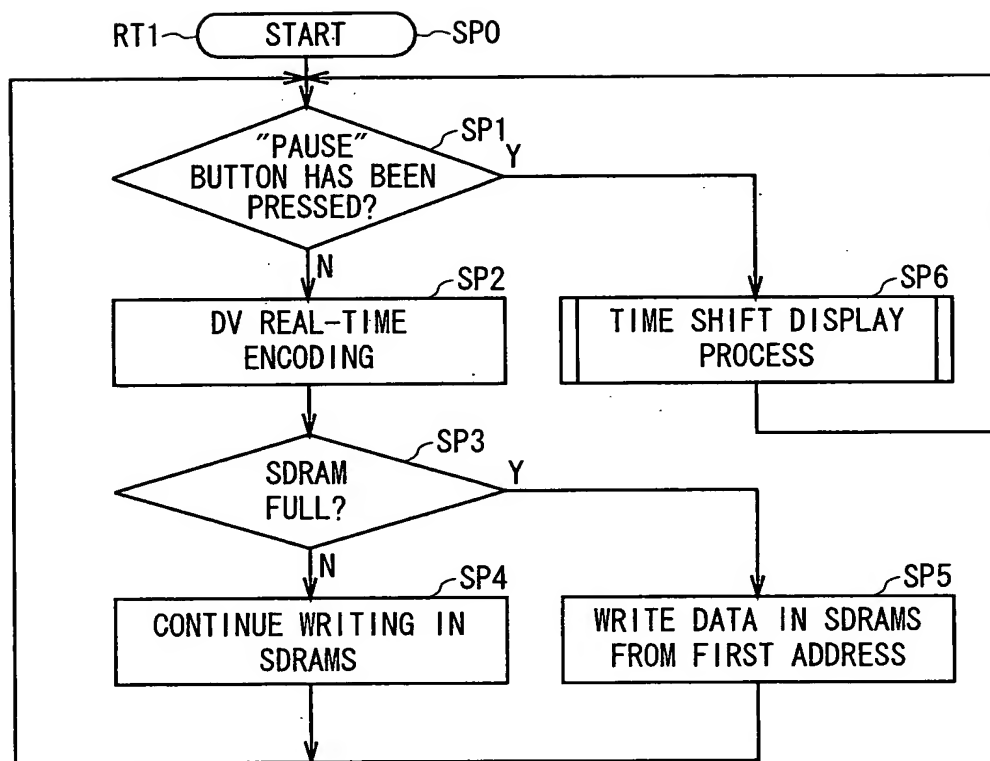 RT1 START SP0
SP1
"PAUSE"
BUTTON HAS BEEN
PRESSED?
Y
N
SP2
DV REAL-TIME
ENCODING
SP6
TIME SHIFT DISPLAY
PROCESS
SP3
SDRAM
FULL?
Y
N
SP4
CONTINUE WRITING IN
SDRAMS
SP5
WRITE DATA IN SDRAMS
FROM FIRST ADDRESS